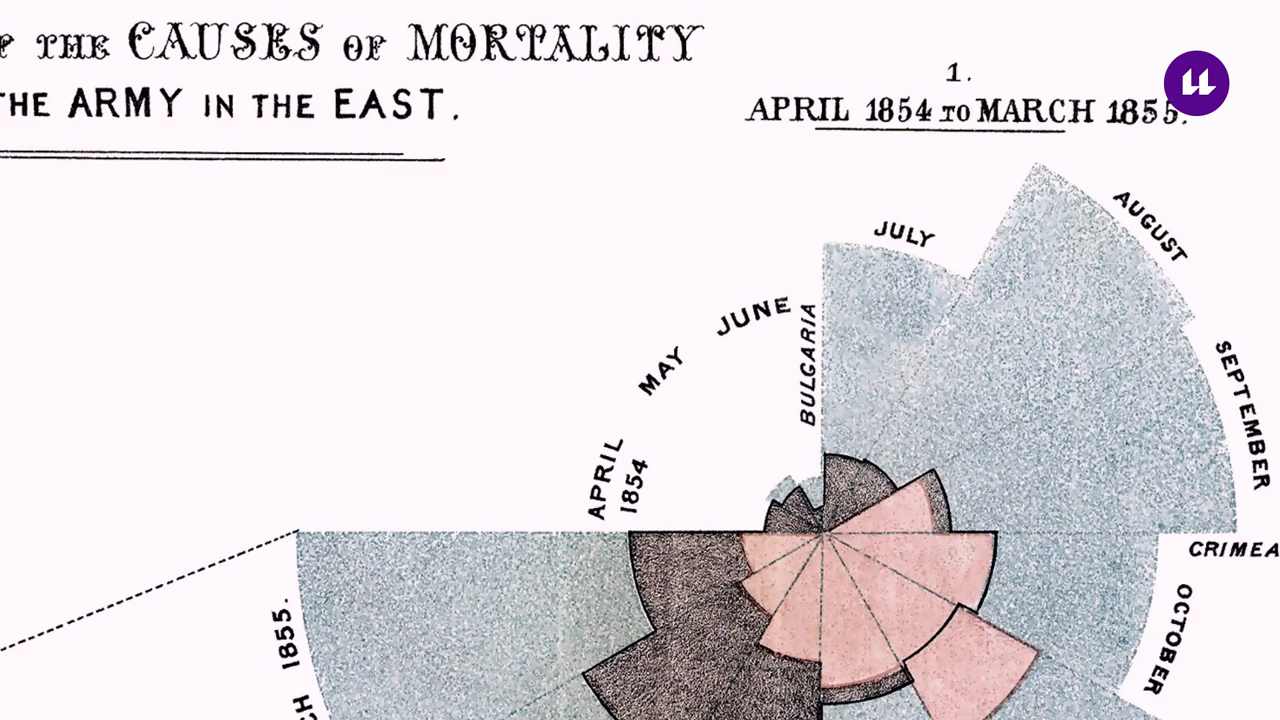 THE CAUSES OF MORTALITY
THE ARMY IN THE EAST.
1.
APRIL 1854 TO MARCH 1855.
JULY
AUGUST
JUNE
BULGARIA
MAY
SEPTEMBER
APRIL
1854
CRIMEA
OCTOBER
1855.